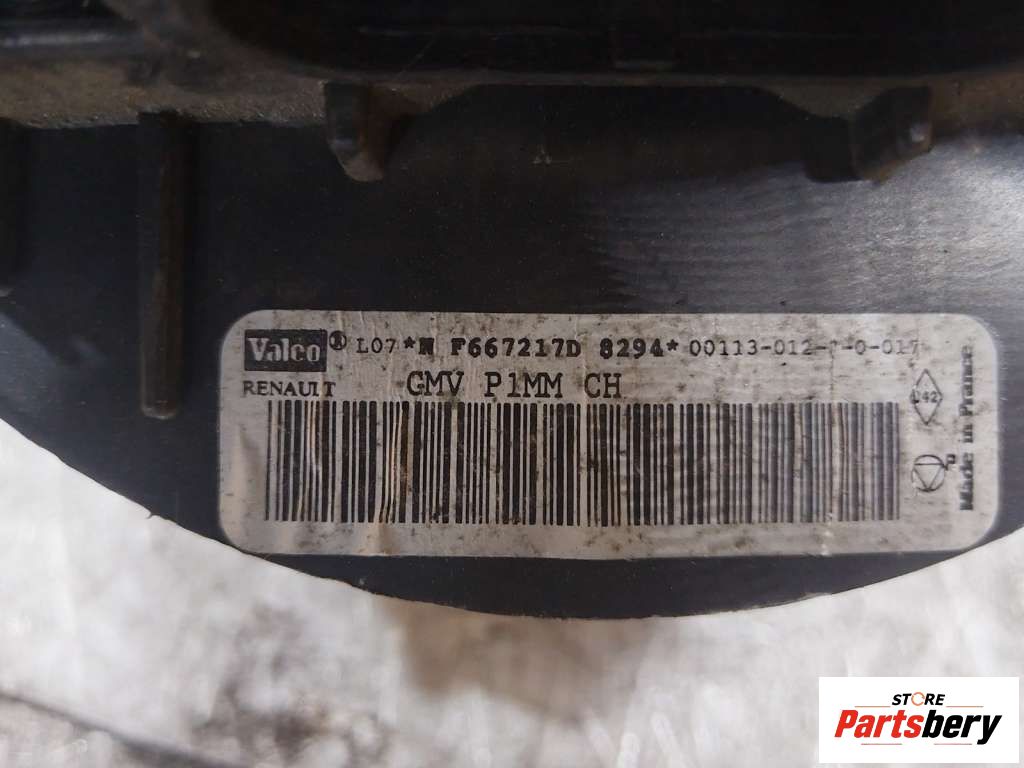 Valeo ® L07 *N F667217D 8294* 00113-012-
RENAULT GMV P1MM CH
Made in France
STORE
Partsbery